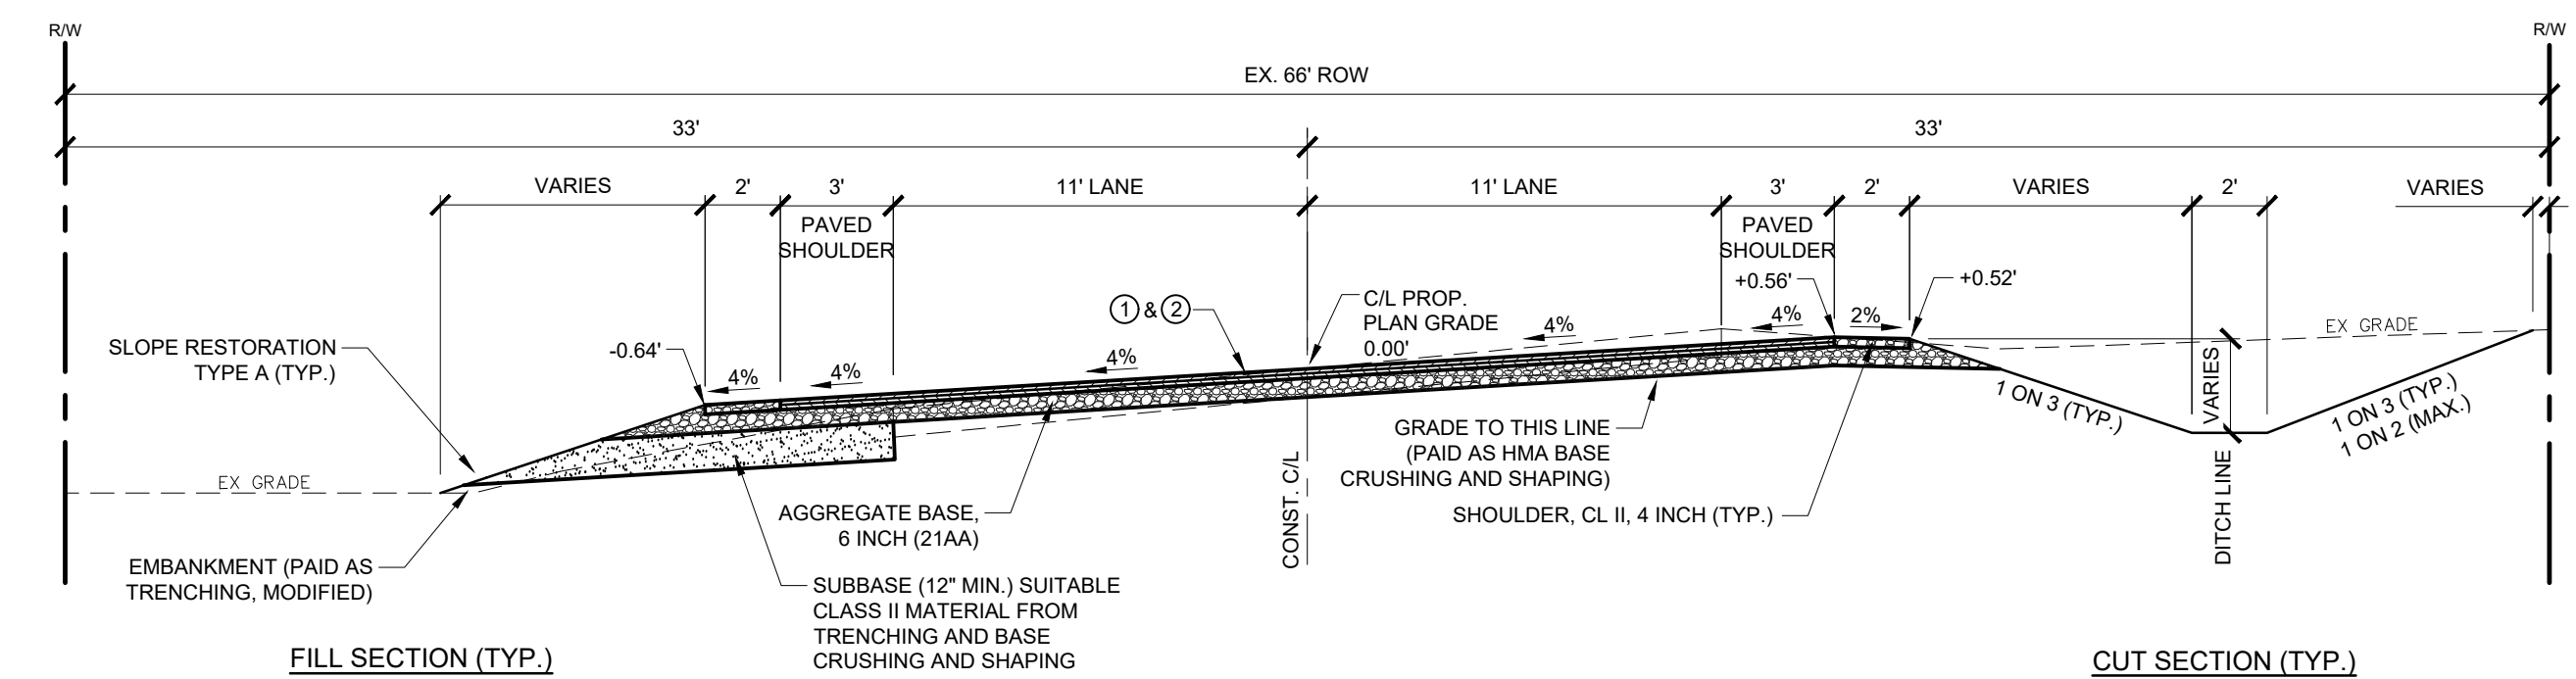 R/W
R/W
EX. 66' ROW
33'
33'
VARIES
2'
3'
11' LANE
11' LANE
3'
2'
VARIES
2'
VARIES
PAVED
SHOULDER
PAVED
SHOULDER
+0.56'
+0.52'
1 & 2
C/L PROP.
PLAN GRADE
0.00'
4%
4%
2%
EX GRADE
SLOPE RESTORATION
TYPE A (TYP.)
-0.64'
4%
4%
4%
VARIES
1 ON 3 (TYP.)
1 ON 3 (TYP.)
1 ON 2 (MAX.)
GRADE TO THIS LINE
(PAID AS HMA BASE
CRUSHING AND SHAPING)
EX GRADE
CONST. C/L
DITCH LINE
AGGREGATE BASE,
6 INCH (21AA)
SHOULDER, CL II, 4 INCH (TYP.)
EMBANKMENT (PAID AS
TRENCHING, MODIFIED)
SUBBASE (12" MIN.) SUITABLE
CLASS II MATERIAL FROM
TRENCHING AND BASE
CRUSHING AND SHAPING
FILL SECTION (TYP.)
CUT SECTION (TYP.)